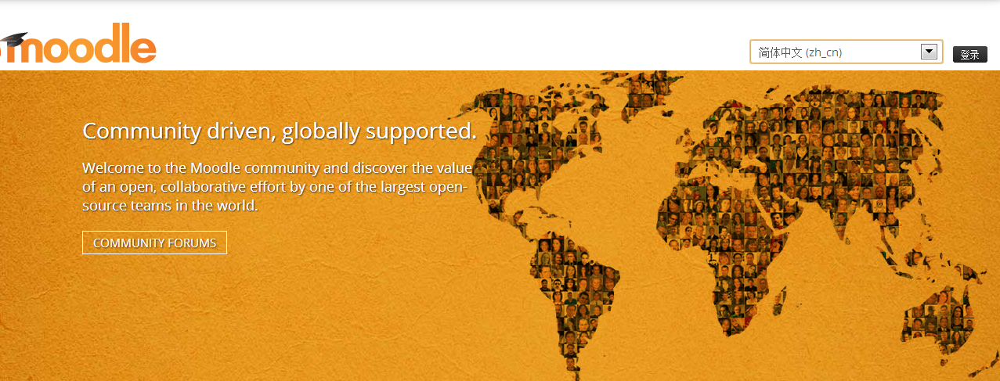 moodle
简体中文 (zh_cn)
登录
Community driven, globally supported.
Welcome to the Moodle community and discover the value
of an open, collaborative effort by one of the largest open-
source teams in the world.
COMMUNITY FORUMS